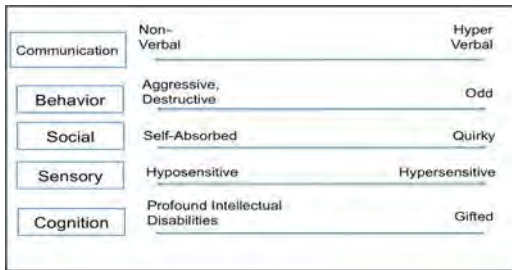 Communication
Non-
Verbal
Hyper
Verbal
Behavior
Aggressive,
Destructive
Odd
Social
Self-Absorbed
Quirky
Sensory
Hyposensitive
Hypersensitive
Cognition
Profound Intellectual
Disabilities
Gifted